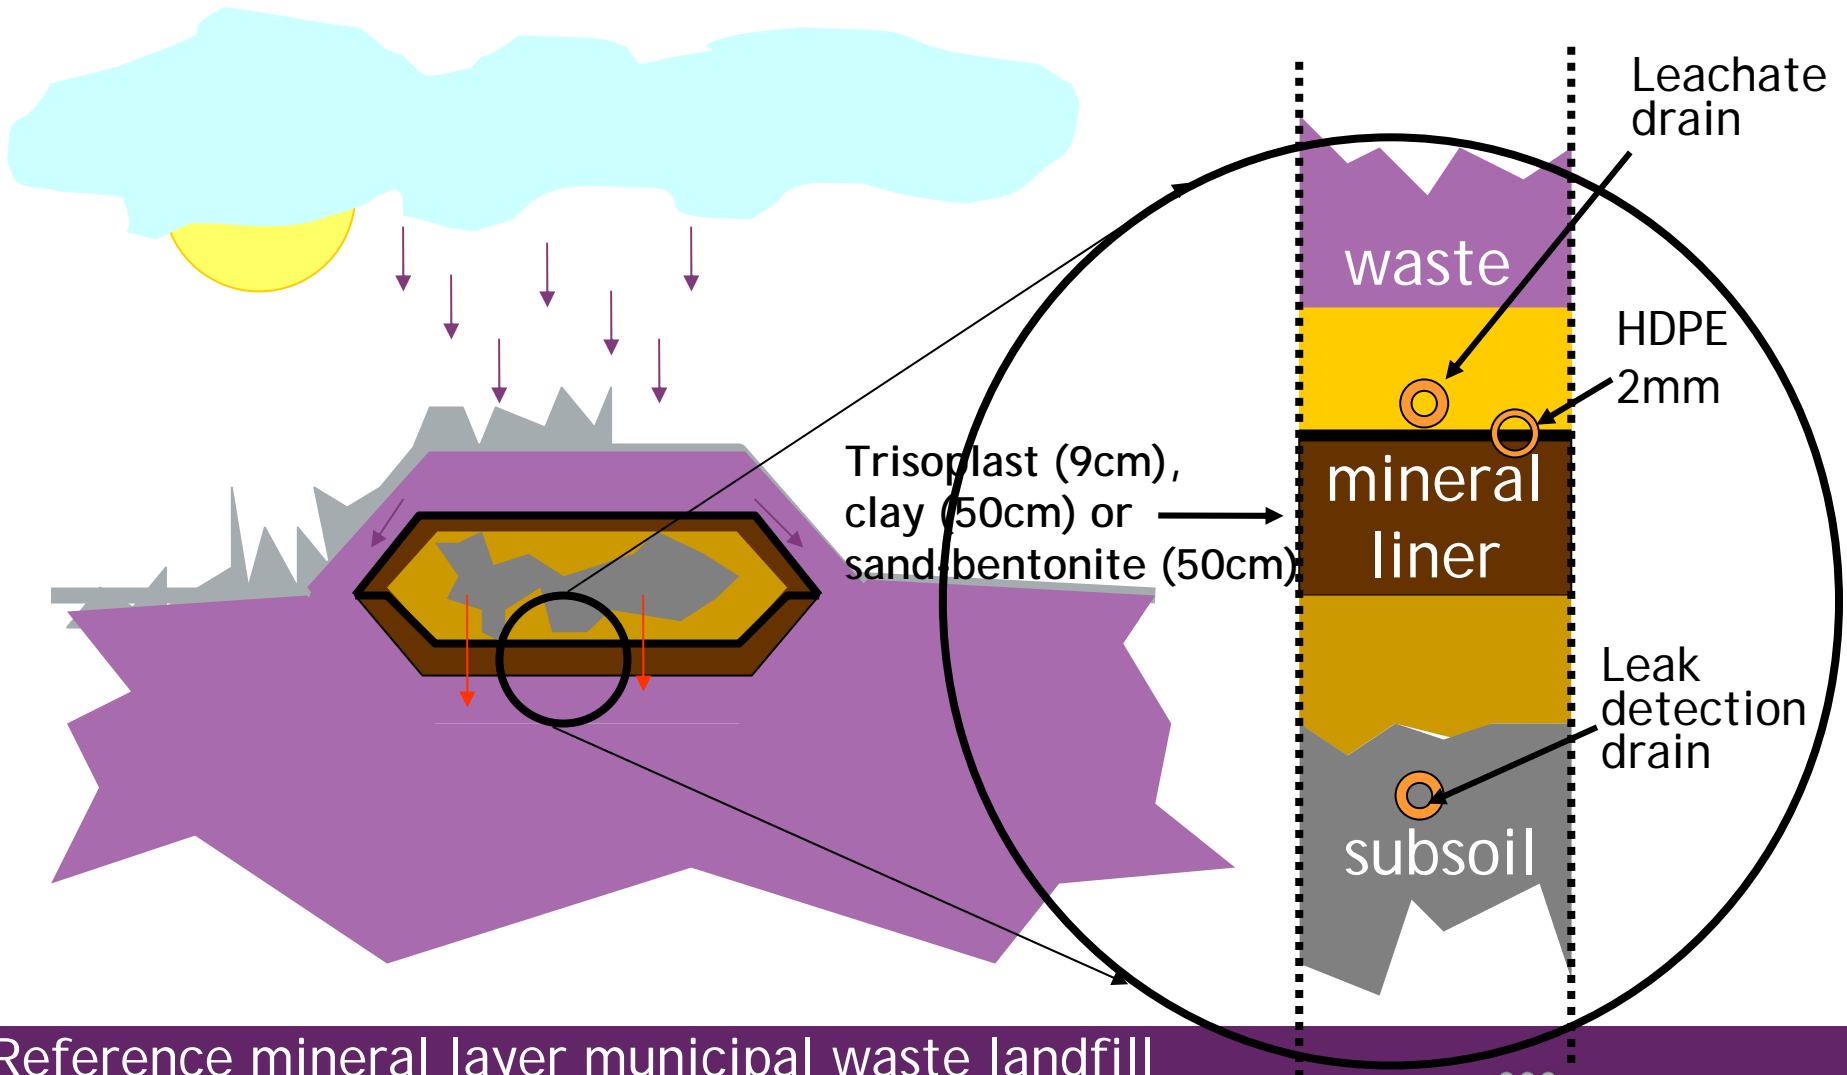 Leachate
drain
waste
HDPE
2mm
Trisoplast (9cm),
clay (50cm) or
sand-bentonite (50cm)
mineral
liner
Leak
detection
drain
subsoil
Reference mineral layer municipal waste landfill